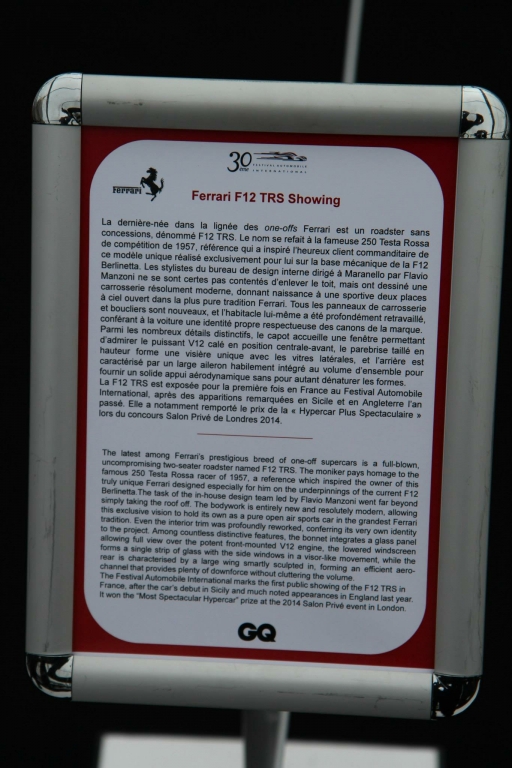 30
ème
FESTIVAL AUTOMOBILE
INTERNATIONAL
Ferrari
Ferrari F12 TRS Showing
La dernière-née dans la lignée des one-offs Ferrari est un roadster sans
concessions, dénommé F12 TRS. Le nom se refait à la fameuse 250 Testa Rossa
de compétition de 1957, référence qui a inspiré l'heureux client commanditaire de
ce modèle unique réalisé exclusivement pour lui sur la base mécanique de la F12
Berlinetta. Les stylistes du bureau de design interne dirigé à Maranello par Flavio
Manzoni ne se sont certes pas contentés d'enlever le toit, mais ont dessiné une
carrosserie résolument moderne, donnant naissance à une sportive deux places
à ciel ouvert dans la plus pure tradition Ferrari. Tous les panneaux de carrosserie
et boucliers sont nouveaux, et l'habitacle lui-même a été profondément retravaillé,
conférant à la voiture une identité propre respectueuse des canons de la marque.
Parmi les nombreux détails distinctifs, le capot accueille une fenêtre permettant
d'admirer le puissant V12 calé en position centrale-avant, le parebrise taillé en
hauteur forme une visière unique avec les vitres latérales, et l'arrière est
caractérisé par un large aileron habilement intégré au volume d'ensemble pour
fournir un solide appui aérodynamique sans pour autant dénaturer les formes.
La F12 TRS est exposée pour la première fois en France au Festival Automobile
International, après des apparitions remarquées en Sicile et en Angleterre l'an
passé. Elle a notamment remporté le prix de la « Hypercar Plus Spectaculaire »
lors du concours Salon Privé de Londres 2014.
The latest among Ferrari's prestigious breed of one-off supercars is a full-blown,
uncompromising two-seater roadster named F12 TRS. The moniker pays homage to the
famous 250 Testa Rossa racer of 1957, a reference which inspired the owner of this
truly unique Ferrari designed especially for him on the underpinnings of the current F12
Berlinetta.The task of the in-house design team led by Flavio Manzoni went far beyond
simply taking the roof off. The bodywork is entirely new and resolutely modern, allowing
this exclusive vision to hold its own as a pure open air sports car in the grandest Ferrari
tradition. Even the interior trim was profoundly reworked, conferring its very own identity
to the project. Among countless distinctive features, the bonnet integrates a glass panel
allowing full view over the potent front-mounted V12 engine, the lowered windscreen
forms a single strip of glass with the side windows in a visor-like movement, while the
rear is characterised by a large wing smartly sculpted in, forming an efficient aero-
channel that provides plenty of downforce without cluttering the volume.
The Festival Automobile International marks the first public showing of the F12 TRS in
France, after the car's debut in Sicily and much noted appearances in England last year.
It won the "Most Spectacular Hypercar" prize at the 2014 Salon Privé event in London.
GQ